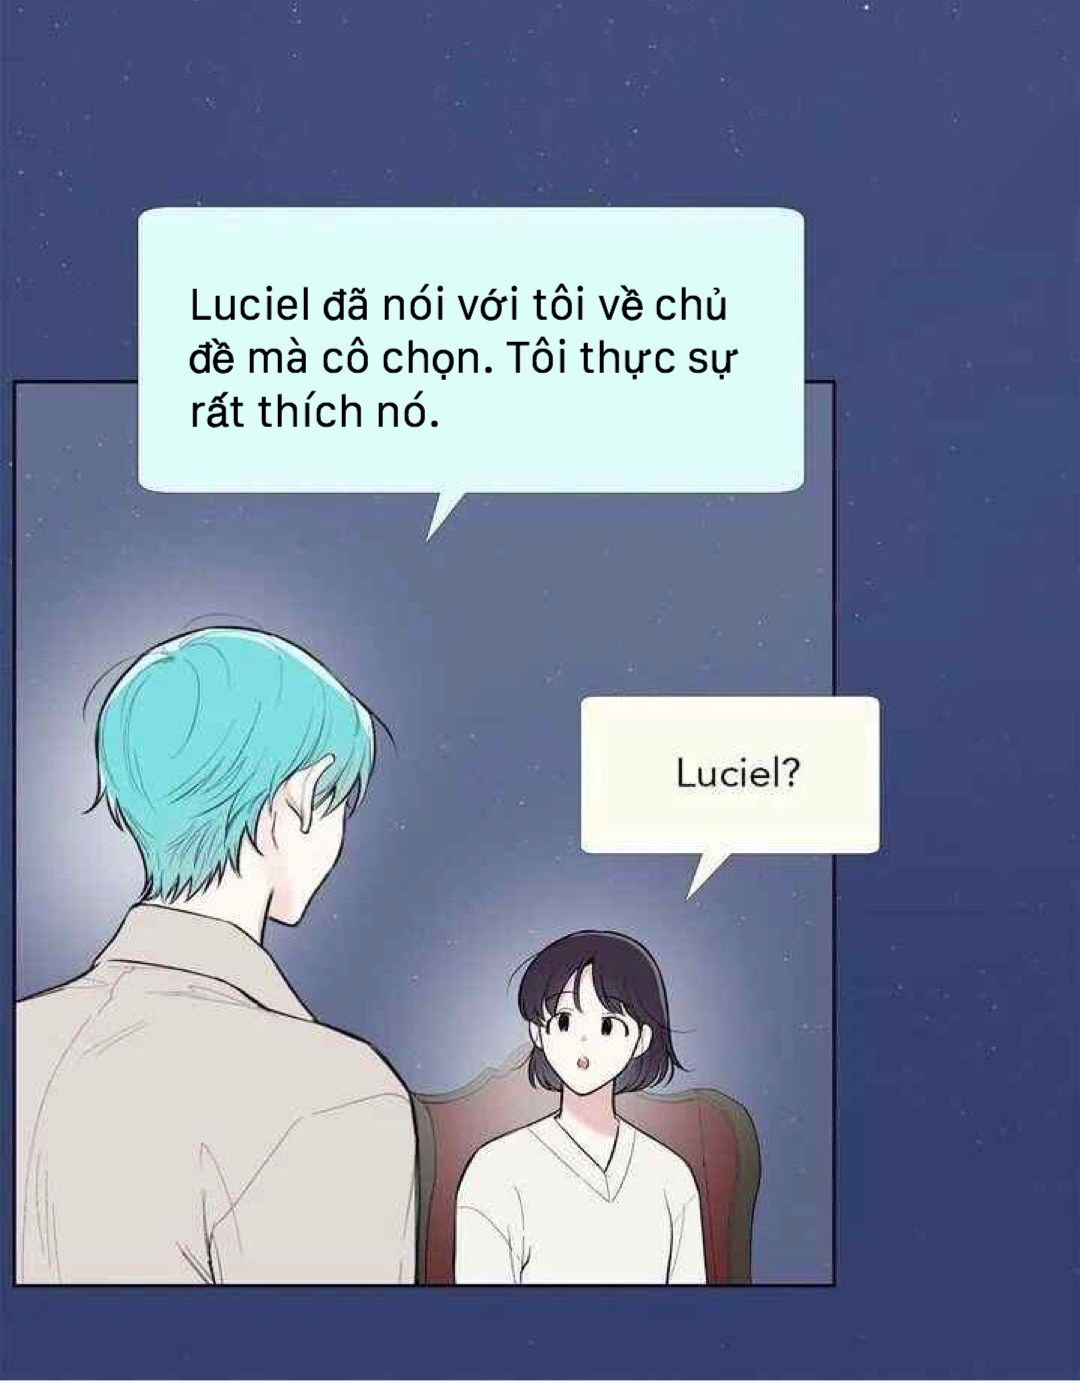 Luciel đã nói với tôi về chủ
đề mà cô chọn. Tôi thực sự
rất thích nó.
Luciel?